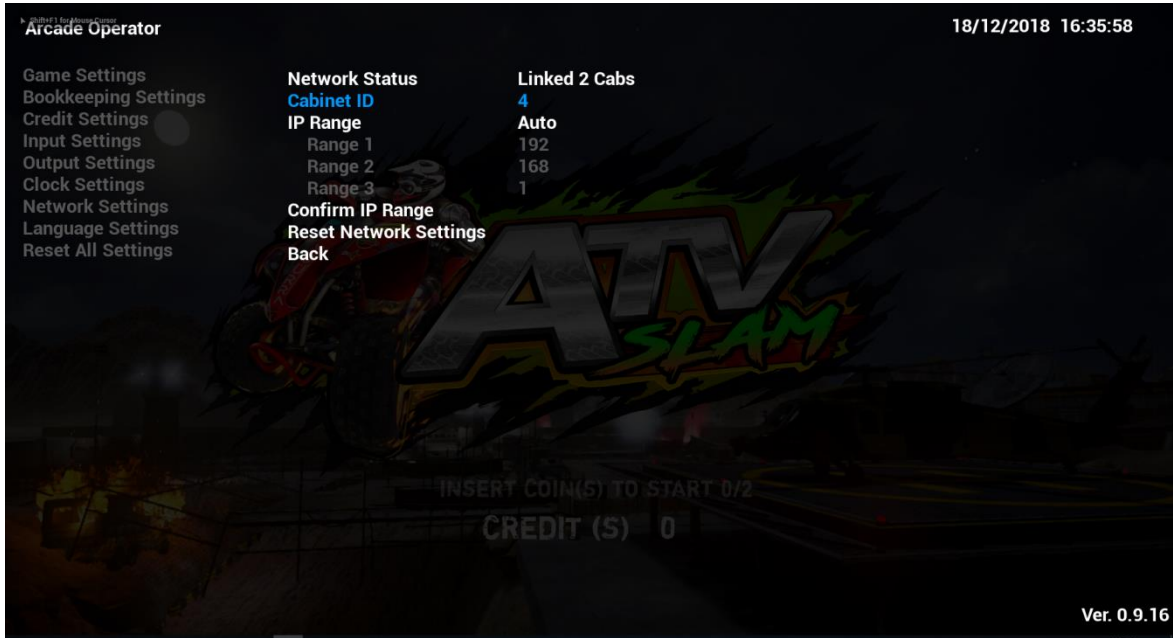 Shift+F1 for Mouse Cursor
Arcade Operator
18/12/2018 16:35:58
Game Settings
Bookkeeping Settings
Credit Settings
Input Settings
Output Settings
Clock Settings
Network Settings
Language Settings
Reset All Settings
Network Status Linked 2 Cabs
Cabinet ID 4
IP Range Auto
Range 1 192
Range 2 168
Range 3 1
Confirm IP Range
Reset Network Settings
Back
ATV
SLAM
INSERT COIN(S) TO START 0/2
CREDIT (S) 0
Ver. 0.9.16